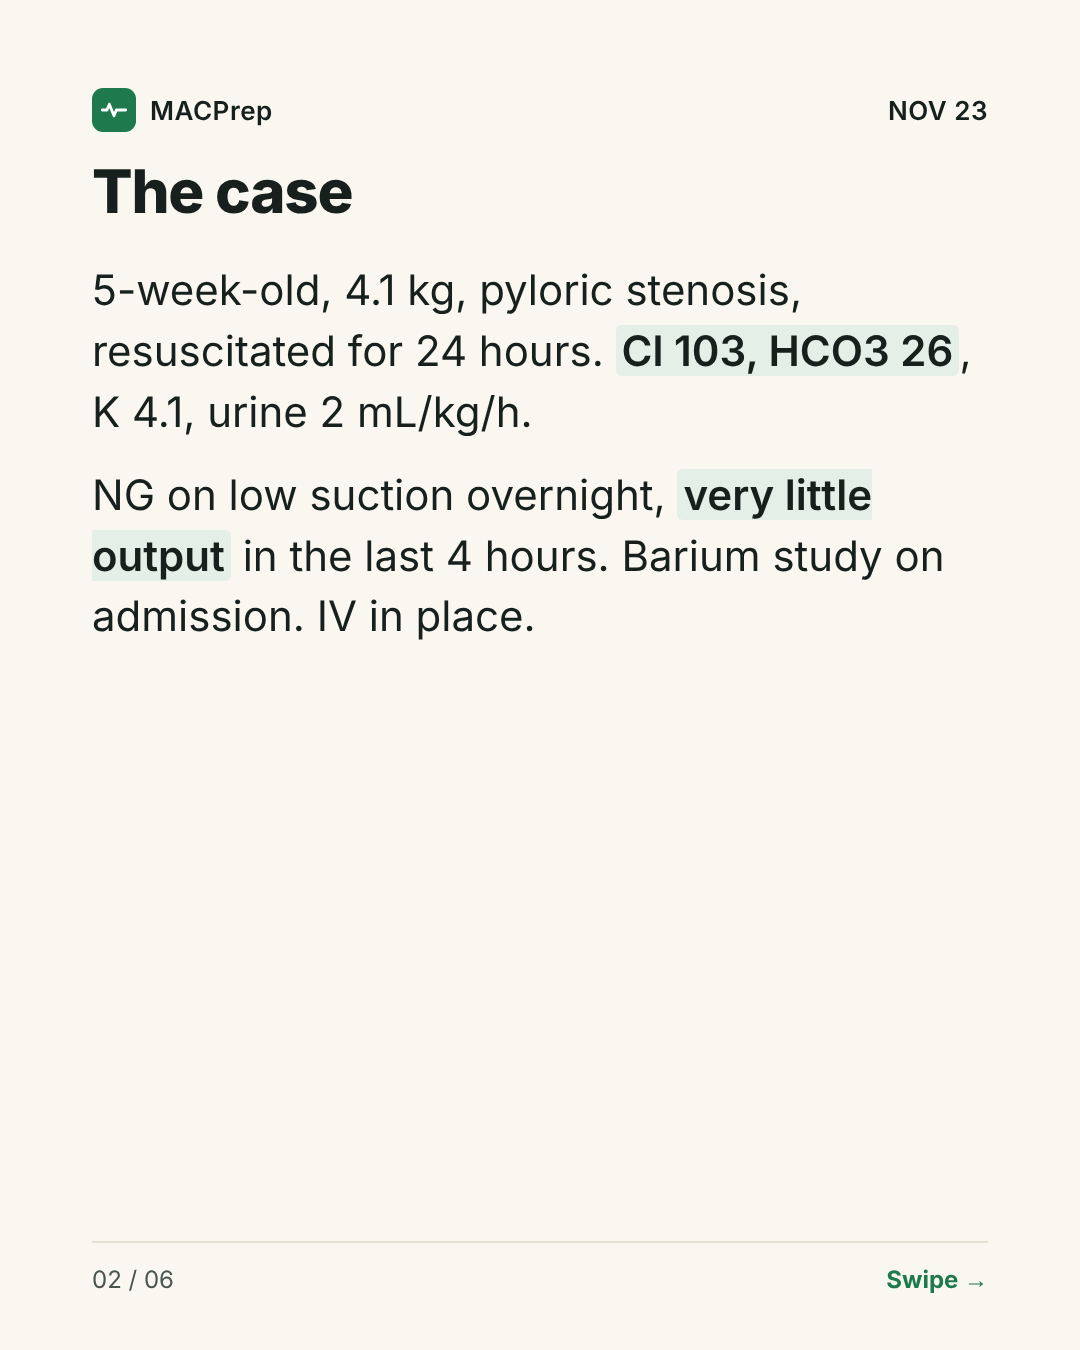 MACPrep
NOV 23
The case
5-week-old, 4.1 kg, pyloric stenosis,
resuscitated for 24 hours. Cl 103, HCO3 26,
K 4.1, urine 2 mL/kg/h.
NG on low suction overnight, very little
output in the last 4 hours. Barium study on
admission. IV in place.
02 / 06
Swipe →